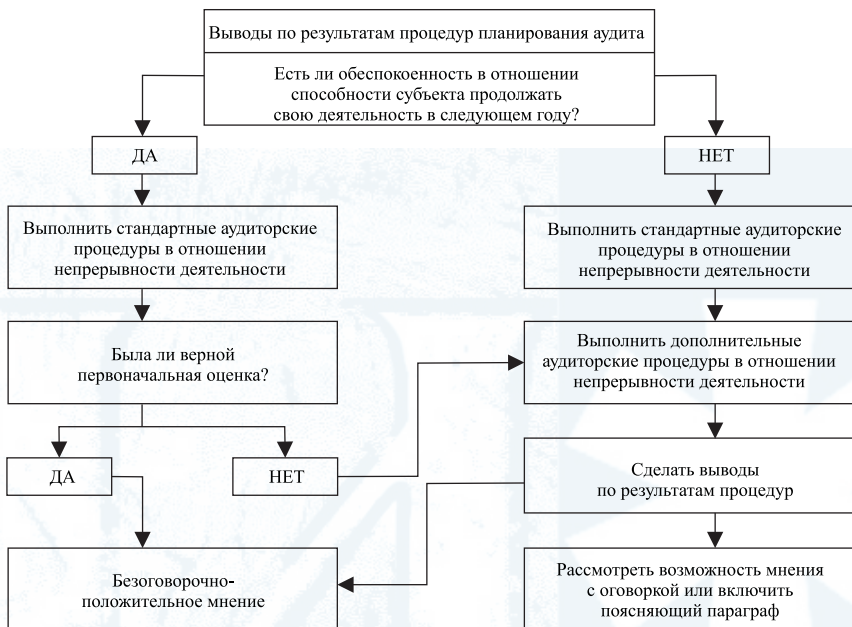 Выводы по результатам процедур планирования аудита
Есть ли обеспокоенность в отношении
способности субъекта продолжать
свою деятельность в следующем году?
ДА
НЕТ
Выполнить стандартные аудиторские
процедуры в отношении
непрерывности деятельности
Выполнить стандартные аудиторские
процедуры в отношении
непрерывности деятельности
Была ли верной
первоначальная оценка?
Выполнить дополнительные
аудиторские процедуры в отношении
непрерывности деятельности
ДА
НЕТ
Сделать выводы
по результатам процедур
Безоговорочно-
положительное мнение
Рассмотреть возможность мнения
с оговоркой или включить
поясняющий параграф